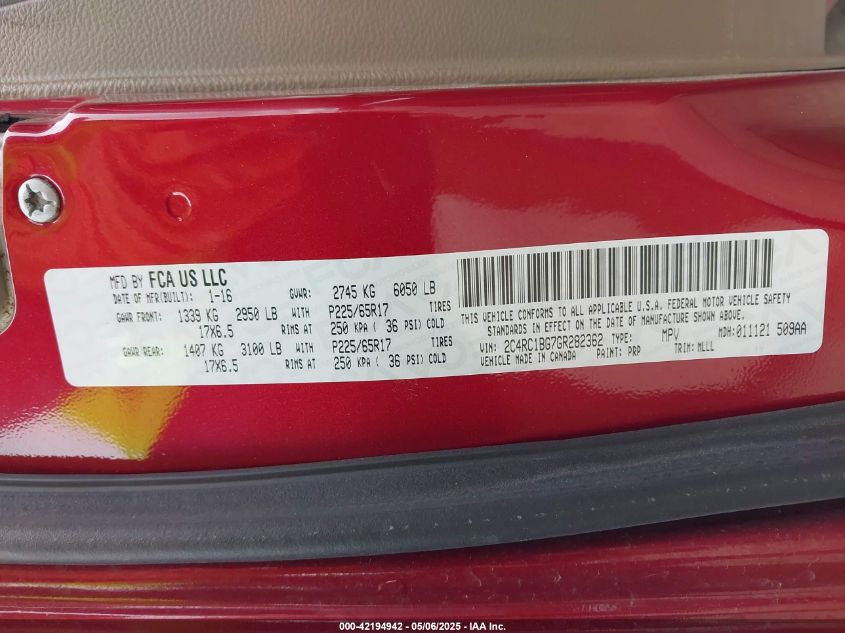 MFD BY FCA US LLC
DATE OF MFR(BUILT): 1-16 GVWR: 2745 KG 6050 LB
GAWR FRONT: 1339 KG 2950 LB WITH P225/65R17 TIRES
17X6.5 RIMS AT 250 KPA ( 36 PSI) COLD
GAWR REAR: 1407 KG 3100 LB WITH P225/65R17 TIRES
17X6.5 RIMS AT 250 KPA ( 36 PSI) COLD
THIS VEHICLE CONFORMS TO ALL APPLICABLE U.S.A. FEDERAL MOTOR VEHICLE SAFETY
BUMPER, AND THEFT PREVENTION STANDARDS IN EFFECT ON THE DATE OF MANUFACTURE SHOWN ABOVE.
VIN: 2C4RC1BG7GR282362 TYPE: MPV MDH: 011121 509AA
VEHICLE MADE IN CANADA PAINT: PRP TRIM: MLLL
000-42194942 - 05/06/2025 - IAA Inc.